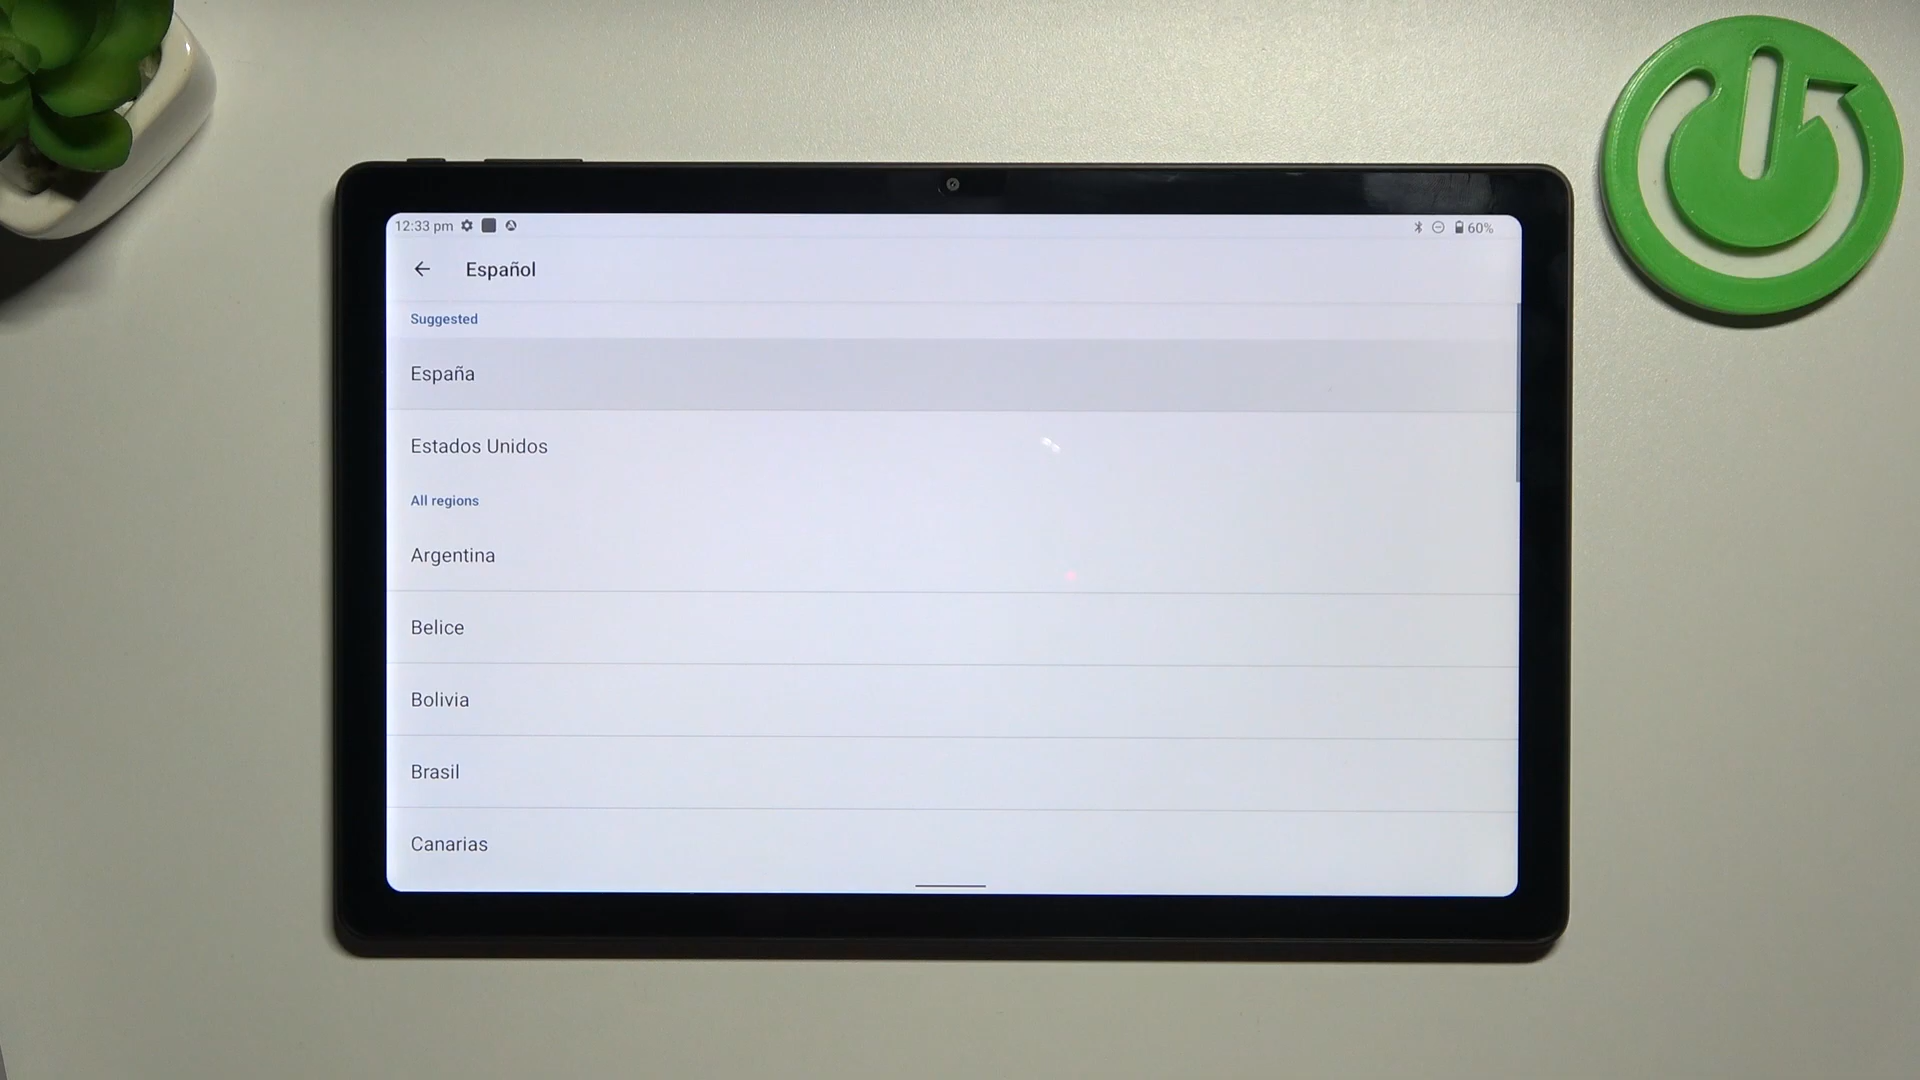 12:33 pm 60%
Español
Suggested
España
Estados Unidos
All regions
Argentina
Belice
Bolivia
Brasil
Canarias